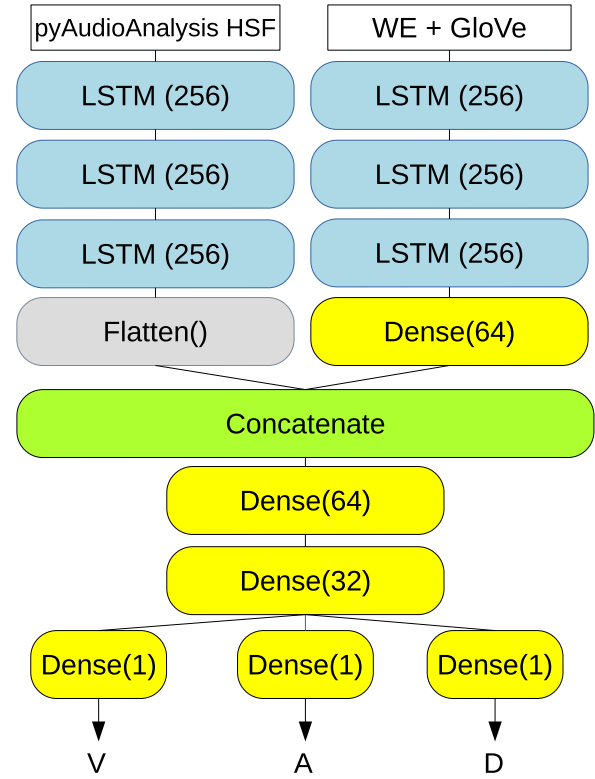 pyAudioAnalysis HSF
WE + GloVe
LSTM (256)
LSTM (256)
LSTM (256)
LSTM (256)
LSTM (256)
LSTM (256)
Flatten()
Dense(64)
Concatenate
Dense(64)
Dense(32)
Dense(1)
Dense(1)
Dense(1)
V
A
D